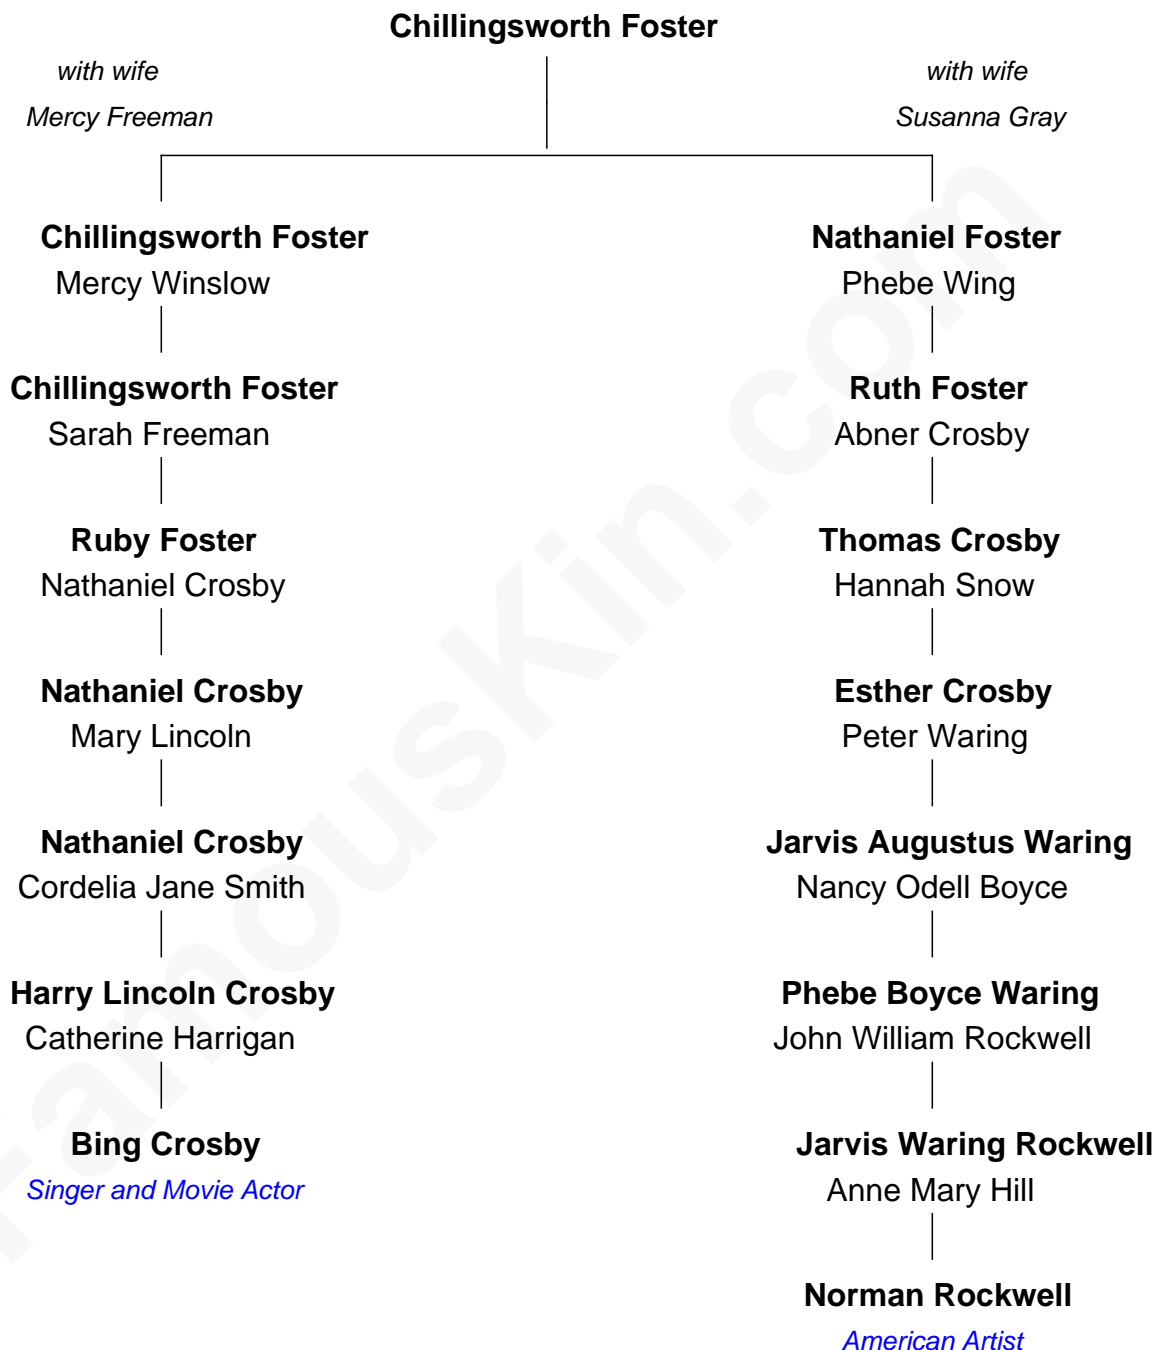 Chillingsworth Foster
with wife
Mercy Freeman
with wife
Susanna Gray
Chillingsworth Foster
Mercy Winslow
Nathaniel Foster
Phebe Wing
Chillingsworth Foster
Sarah Freeman
Ruth Foster
Abner Crosby
Ruby Foster
Nathaniel Crosby
Thomas Crosby
Hannah Snow
Nathaniel Crosby
Mary Lincoln
Esther Crosby
Peter Waring
Nathaniel Crosby
Cordelia Jane Smith
Jarvis Augustus Waring
Nancy Odell Boyce
Harry Lincoln Crosby
Catherine Harrigan
Phebe Boyce Waring
John William Rockwell
Bing Crosby
Singer and Movie Actor
Jarvis Waring Rockwell
Anne Mary Hill
Norman Rockwell
American Artist
FamousKin.com